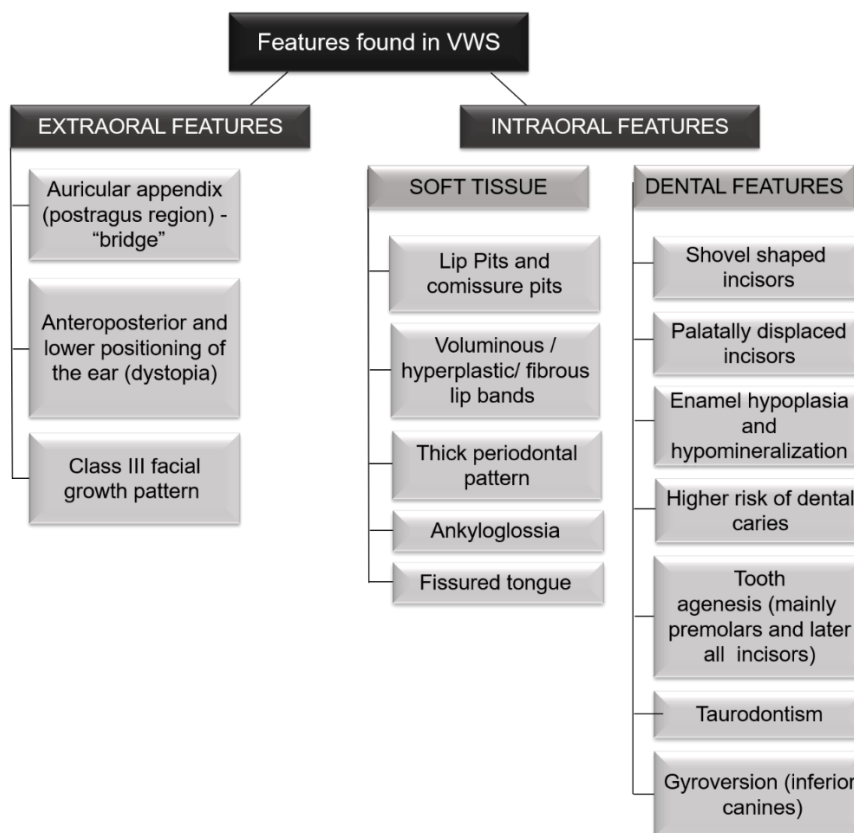 Features found in VWS
EXTRAORAL FEATURES
Auricular appendix
(postragus region) -
“bridge”
Anteroposterior and
lower positioning of
the ear (dystopia)
Class III facial
growth pattern
INTRAORAL FEATURES
SOFT TISSUE
Lip Pits and
comissure pits
Voluminous /
hyperplastic/ fibrous
lip bands
Thick periodontal
pattern
Ankyloglossia
Fissured tongue
DENTAL FEATURES
Shovel shaped
incisors
Palatally displaced
incisors
Enamel hypoplasia
and
hypomineralization
Higher risk of dental
caries
Tooth
agenesis (mainly
premolars and later
all incisors)
Taurodontism
Gyroversion (inferior
canines)